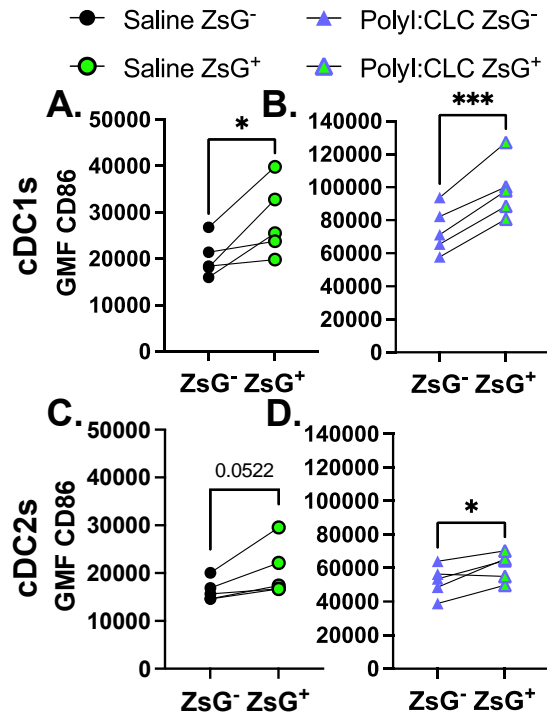 Saline ZsG⁻ PolyI:CLC ZsG⁻
Saline ZsG⁺ PolyI:CLC ZsG⁺
A.
cDC1s
GMF CD86
50000
40000
30000
20000
10000
0
*
ZsG⁻ ZsG⁺
B.
140000
120000
100000
80000
60000
40000
20000
0
***
ZsG⁻ ZsG⁺
C.
cDC2s
GMF CD86
50000
40000
30000
20000
10000
0
0.0522
ZsG⁻ ZsG⁺
D.
140000
120000
100000
80000
60000
40000
20000
0
*
ZsG⁻ ZsG⁺